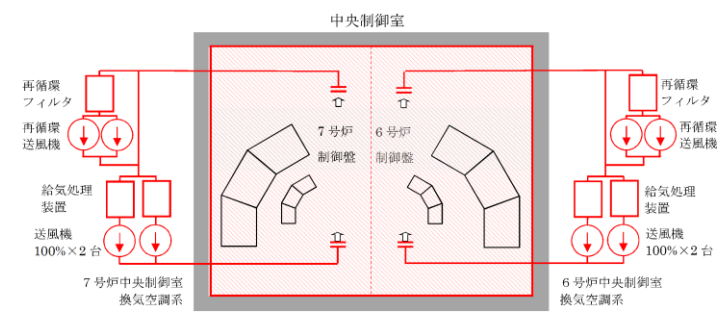 中央制御室
再循環
フィルタ
再循環
送風機
給気処理
装置
送風機
100%×2 台
7 号炉中央制御室
換気空調系
7 号炉
制御盤
6 号炉
制御盤
再循環
フィルタ
再循環
送風機
給気処理
装置
送風機
100%×2 台
6 号炉中央制御室
換気空調系